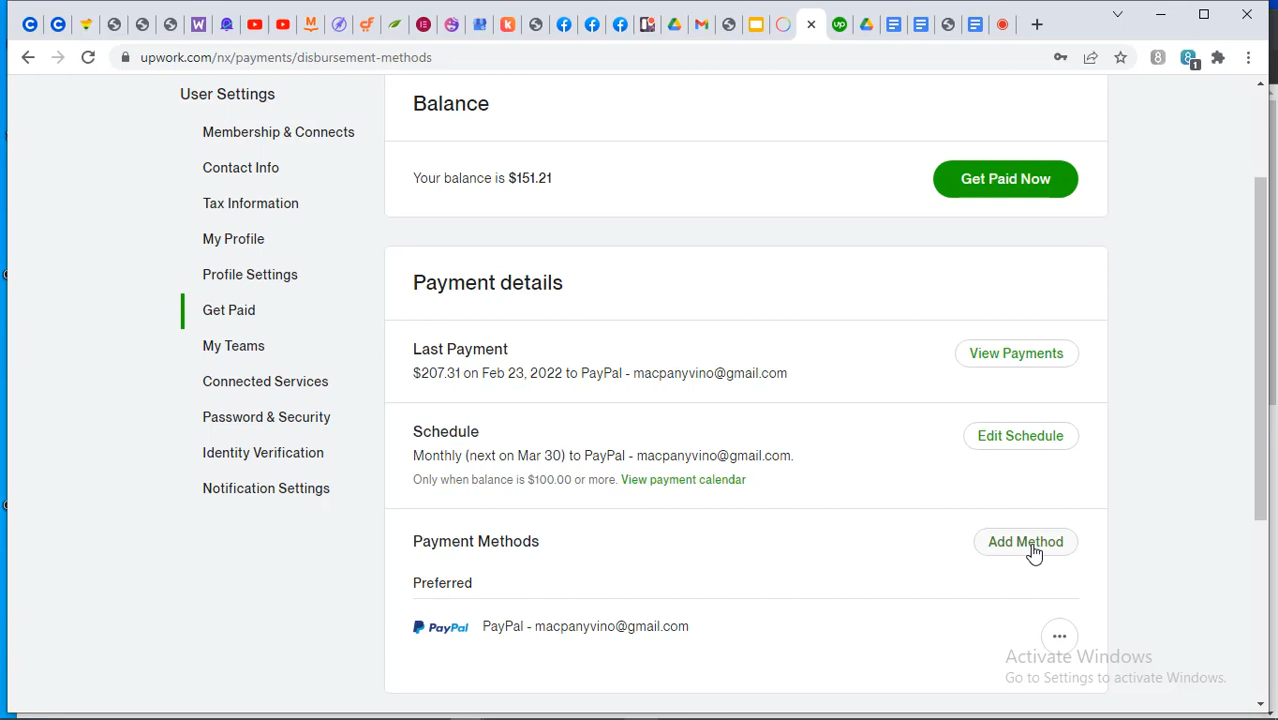 upwork.com/nx/payments/disbursement-methods
1
User Settings
Membership & Connects
Contact Info
Tax Information
My Profile
Profile Settings
Get Paid
My Teams
Connected Services
Password & Security
Identity Verification
Notification Settings
Balance
Your balance is $151.21
Get Paid Now
Payment details
Last Payment
$207.31 on Feb 23, 2022 to PayPal - macpanyvino@gmail.com
View Payments
Schedule
Monthly (next on Mar 30) to PayPal - macpanyvino@gmail.com.
Only when balance is $100.00 or more. View payment calendar
Edit Schedule
Payment Methods
Add Method
Preferred
PayPal PayPal - macpanyvino@gmail.com
Activate Windows
Go to Settings to activate Windows.